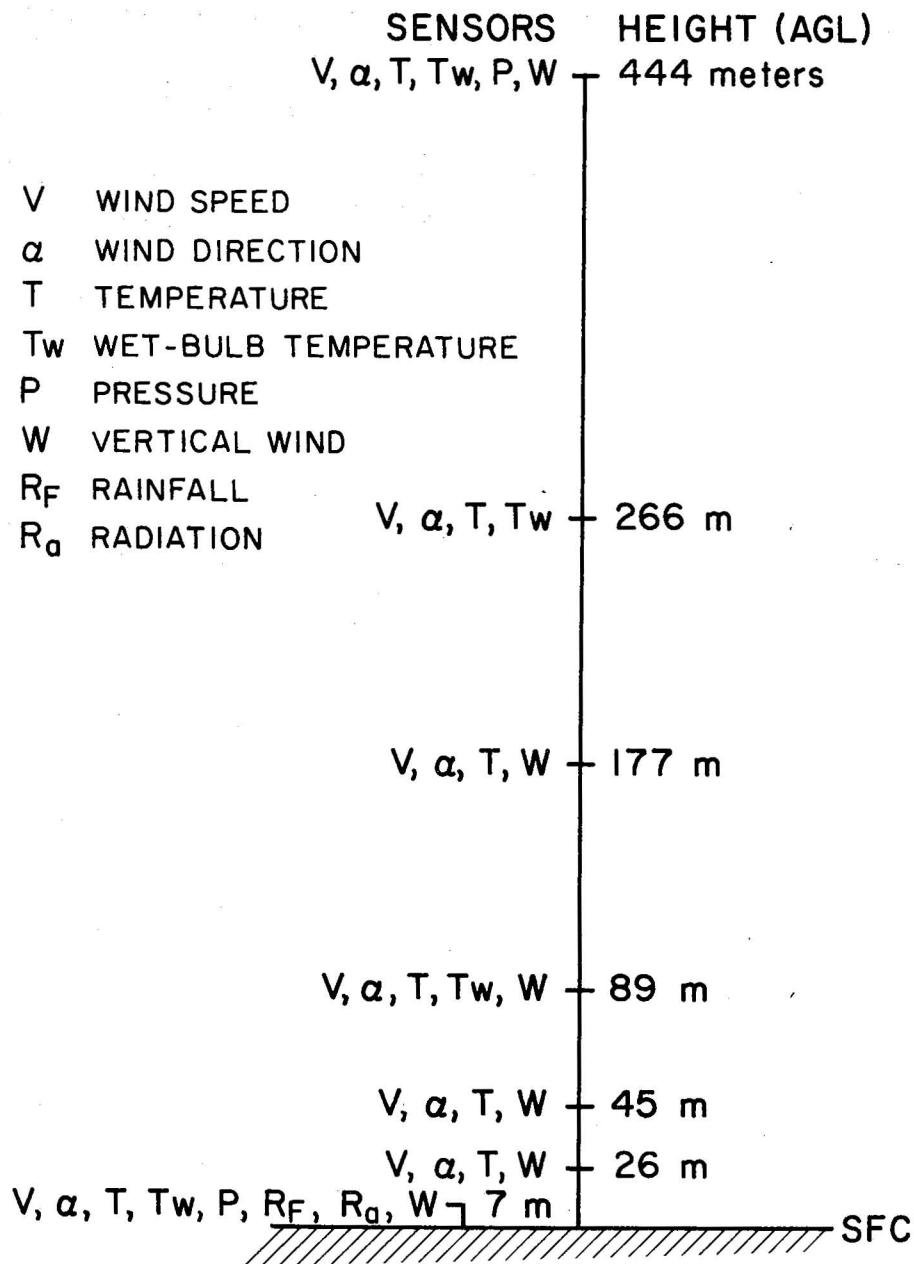 SENSORS HEIGHT (AGL)
V, α, T, Tw, P, W 444 meters
V WIND SPEED
α WIND DIRECTION
T TEMPERATURE
Tw WET-BULB TEMPERATURE
P PRESSURE
W VERTICAL WIND
RF RAINFALL
Ra RADIATION
V, α, T, Tw 266 m
V, α, T, W 177 m
V, α, T, Tw, W 89 m
V, α, T, W 45 m
V, α, T, W 26 m
V, α, T, Tw, P, RF, Ra, W 7 m
SFC